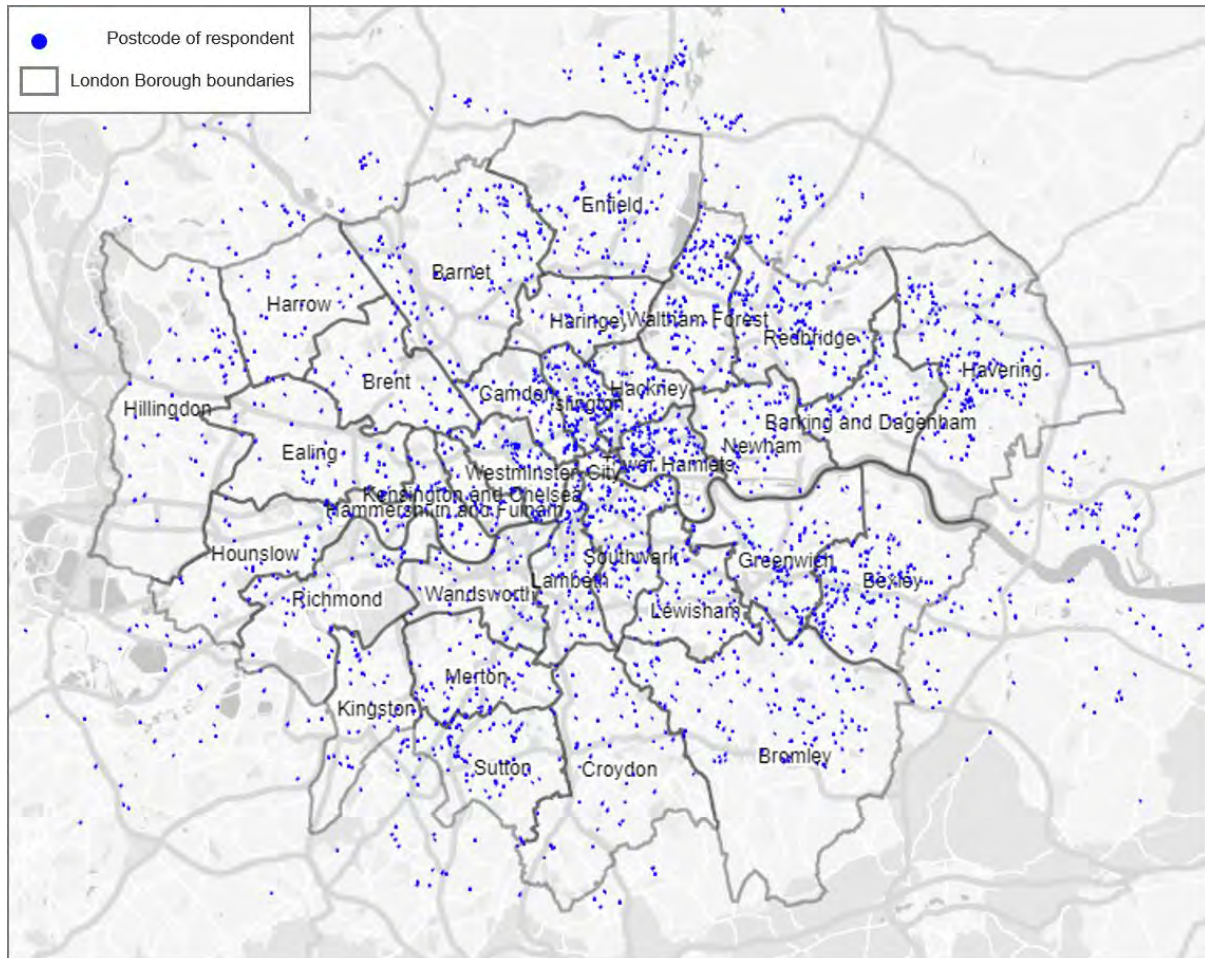 Postcode of respondent
London Borough boundaries
Enfield
Barnet
Harrow
Haringey
Waltham Forest
Redbridge
Havering
Brent
Camden
Islington
Hackney
Hillingdon
Barking and Dagenham
Newham
Ealing
Westminster City
Tower Hamlets
Kensington and Chelsea
Hammersmith and Fulham
Hounslow
Southwark
Greenwich
Bexley
Richmond
Wandsworth
Lambeth
Lewisham
Merton
Kingston
Sutton
Croydon
Bromley